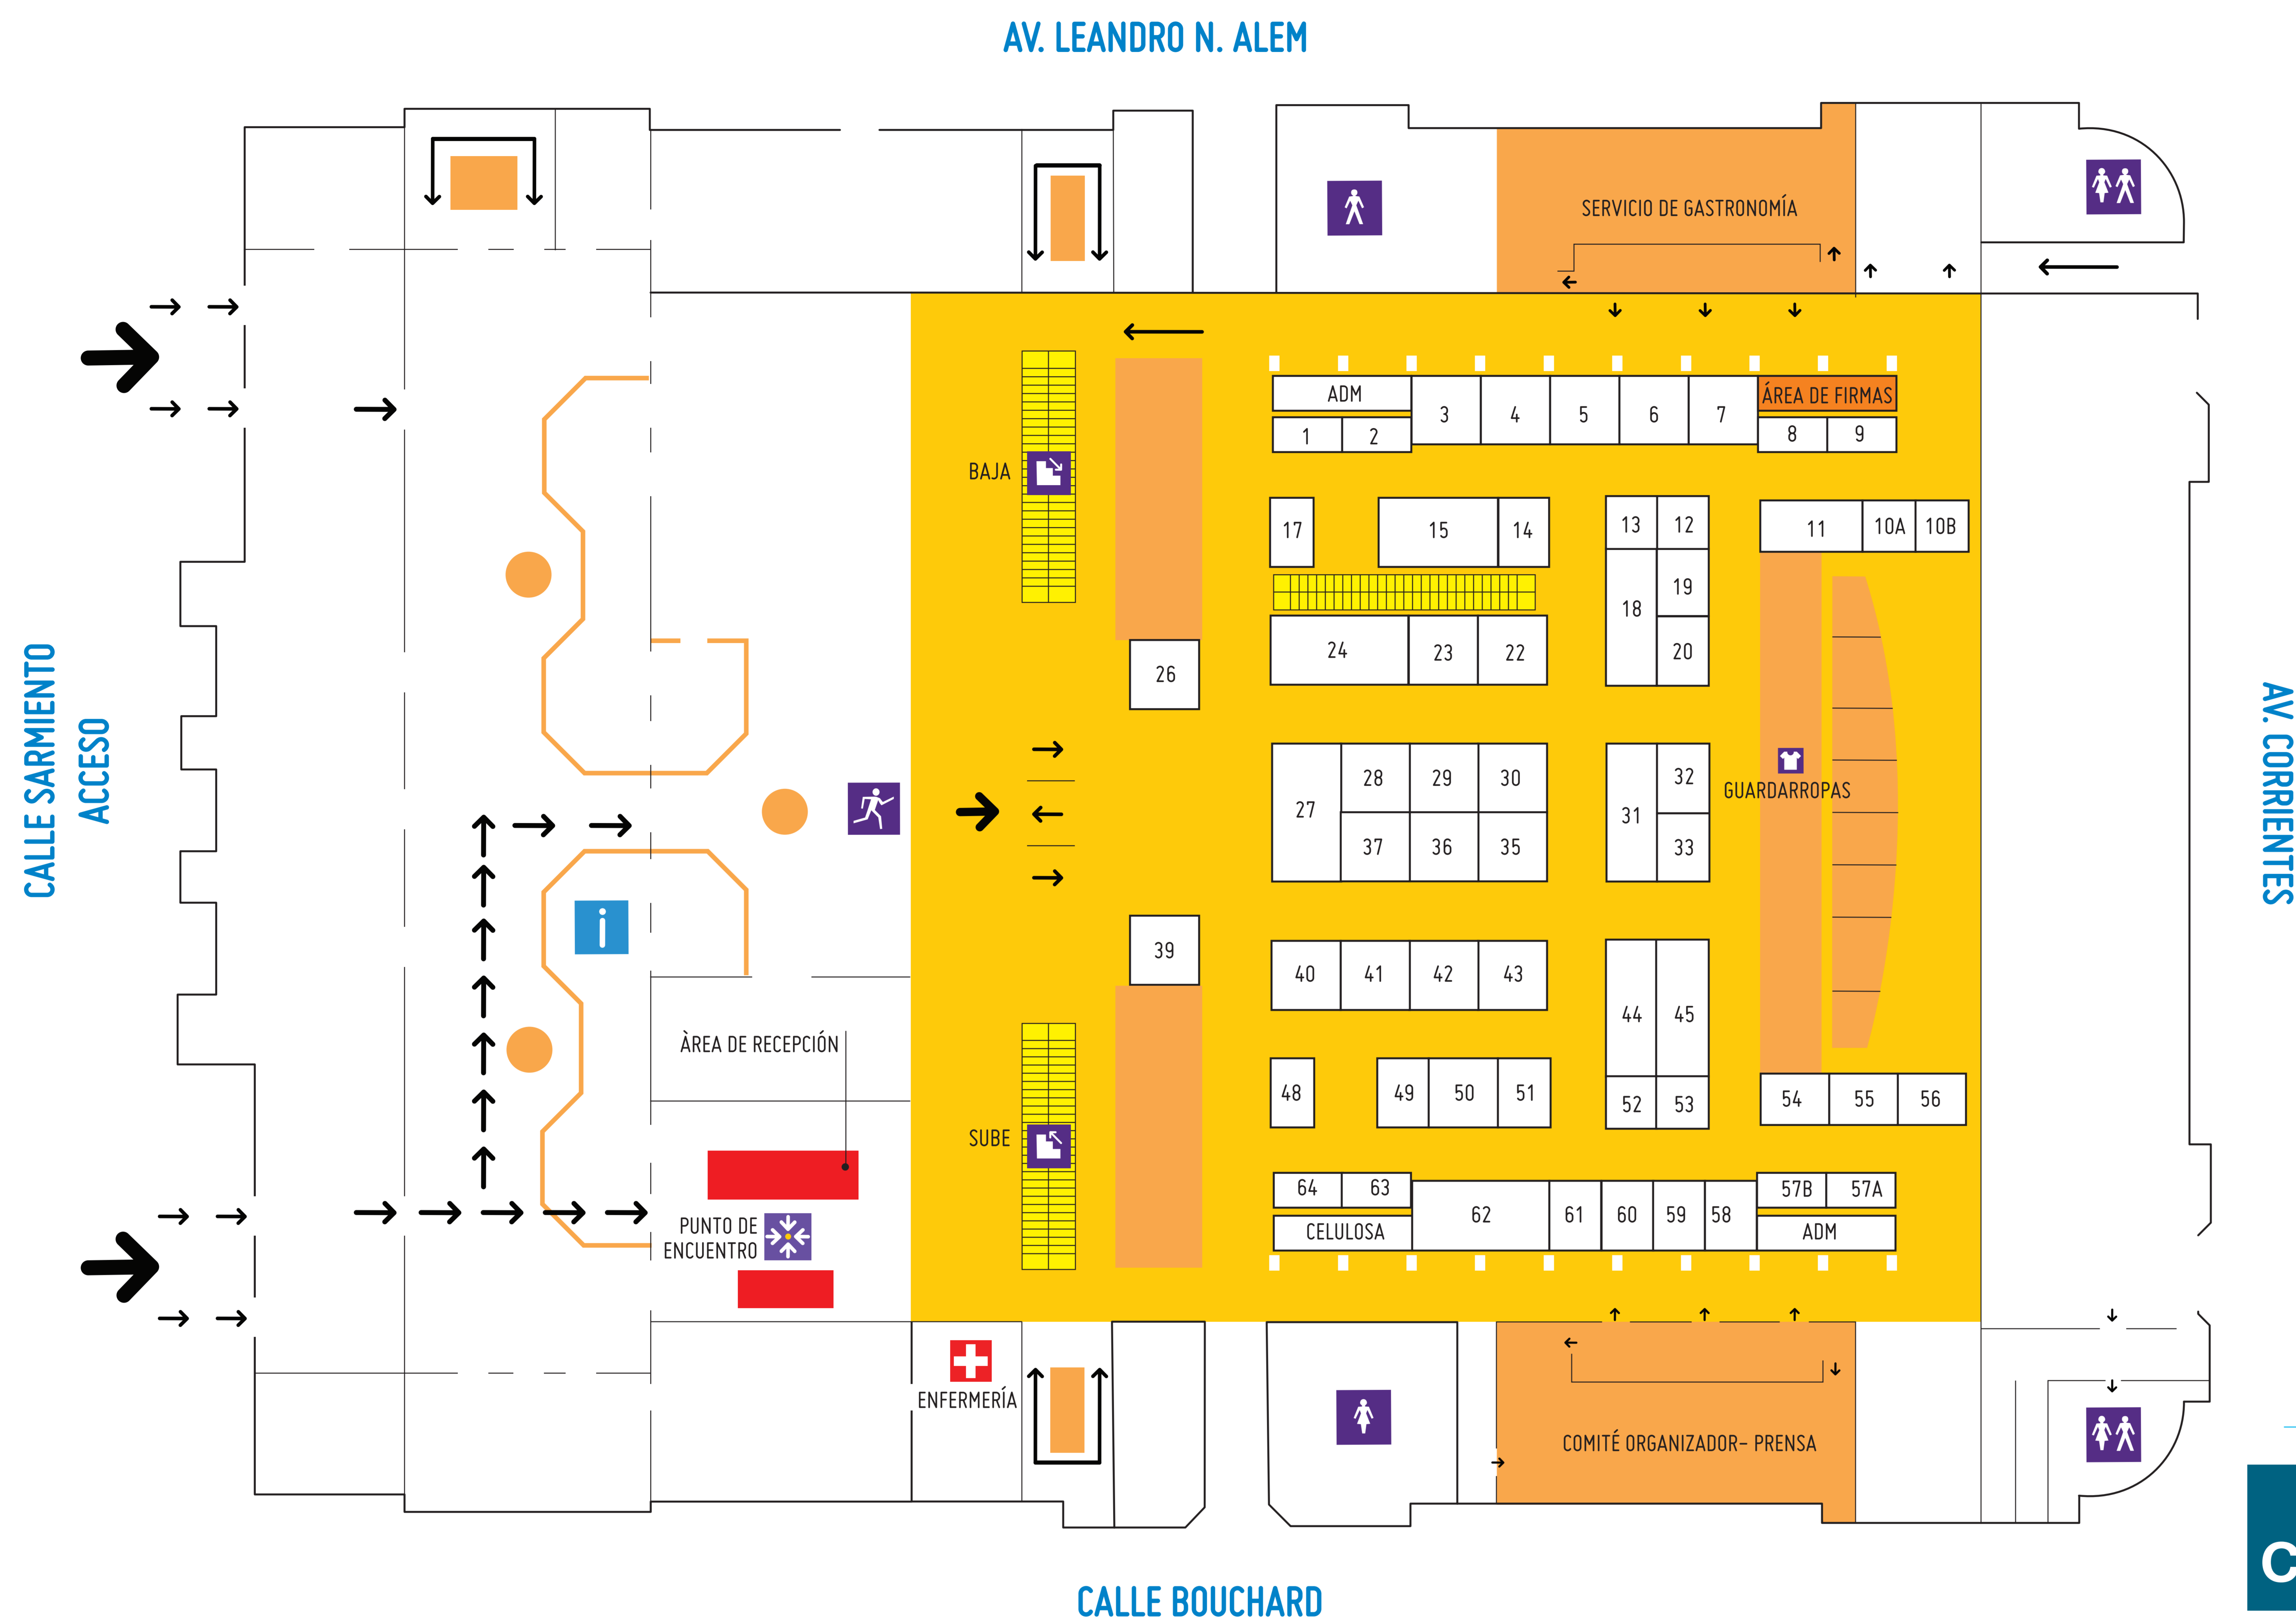 AV. LEANDRO N. ALEM
SERVICIO DE GASTRONOMÍA
ADM
ÁREA DE FIRMAS
3
4
5
6
7
1
2
8
9
BAJA
17
15
14
13
12
11
10A
10B
18
19
20
24
23
22
26
CALLE SARMIENTO
ACCESO
AV. CORRIENTES
27
28
29
30
31
32
GUARDARROPAS
37
36
35
33
i
39
40
41
42
43
44
45
ÀREA DE RECEPCIÓN
48
49
50
51
52
53
54
55
56
SUBE
64
63
62
61
60
59
58
57B
57A
CELULOSA
ADM
PUNTO DE
ENCUENTRO
ENFERMERÍA
COMITÉ ORGANIZADOR- PRENSA
C
CALLE BOUCHARD